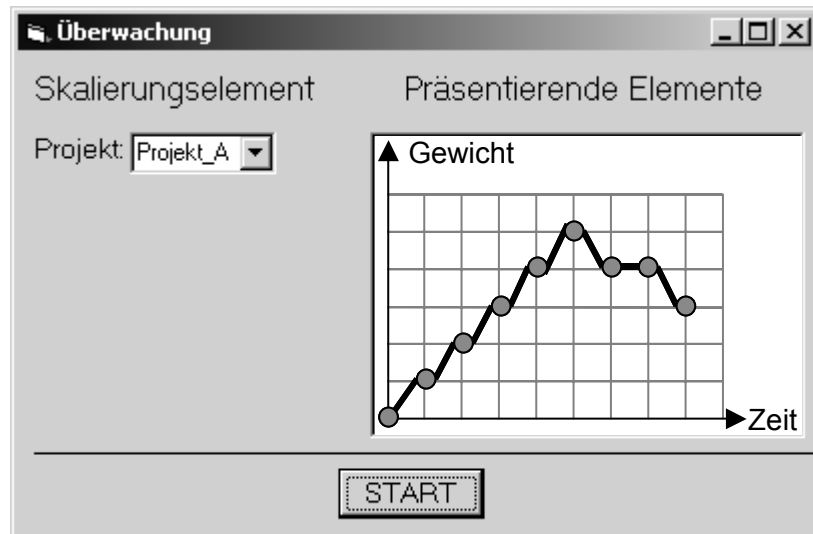 Überwachung
Skalierungselement
Präsentierende Elemente
Projekt: Projekt_A
Gewicht
Zeit
START